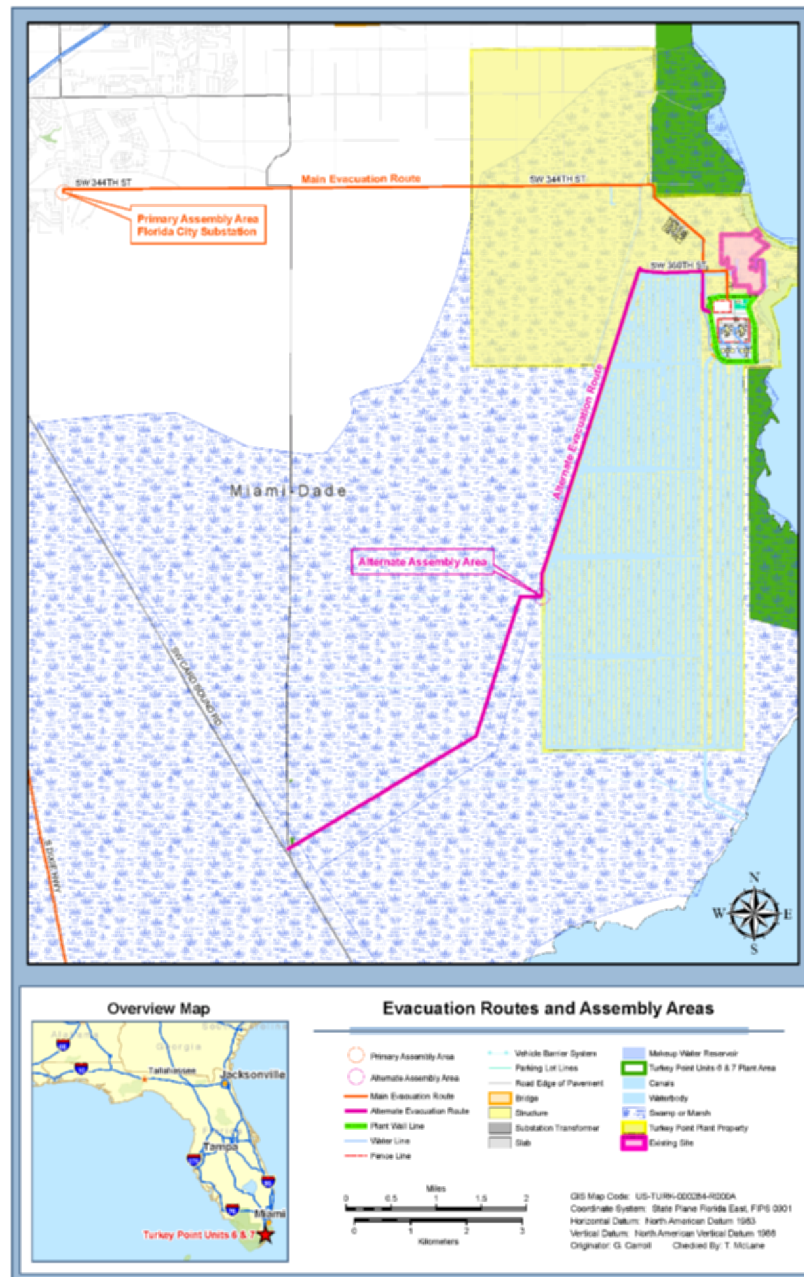 SW 344TH ST
Main Evacuation Route
SW 344TH ST
Primary Assembly Area
Florida City Substation
SW 360TH ST
Alternate Evacuation Route
Miami-Dade
Alternate Assembly Area
SW CARD SOUND RD
S DIXIE HWY
N
W E
S
Overview Map
Alabama
Georgia
South Carolina
Tallahassee
Jacksonville
Florida
Tampa
Miami
Turkey Point Units 6 & 7
Evacuation Routes and Assembly Areas
Primary Assembly Area
Alternate Assembly Area
Main Evacuation Route
Alternate Evacuation Route
Plant Wall Line
Water Line
Fence Line
Vehicle Barrier System
Parking Lot Lines
Road Edge of Pavement
Bridge
Structure
Substation Transformer
Slab
Makeup Water Reservoir
Turkey Point Units 6 & 7 Plant Area
Canals
Waterbody
Swamp or Marsh
Turkey Point Plant Property
Existing Site
Miles
0 0.5 1 1.5 2
0 1 2 3
Kilometers
GIS Map Code: US-TURK-000284-R000A
Coordinate System: State Plane Florida East, FIPS 0901
Horizontal Datum: North American Datum 1983
Vertical Datum: North American Vertical Datum 1988
Originator: G. Carroll Checked By: T. McLane